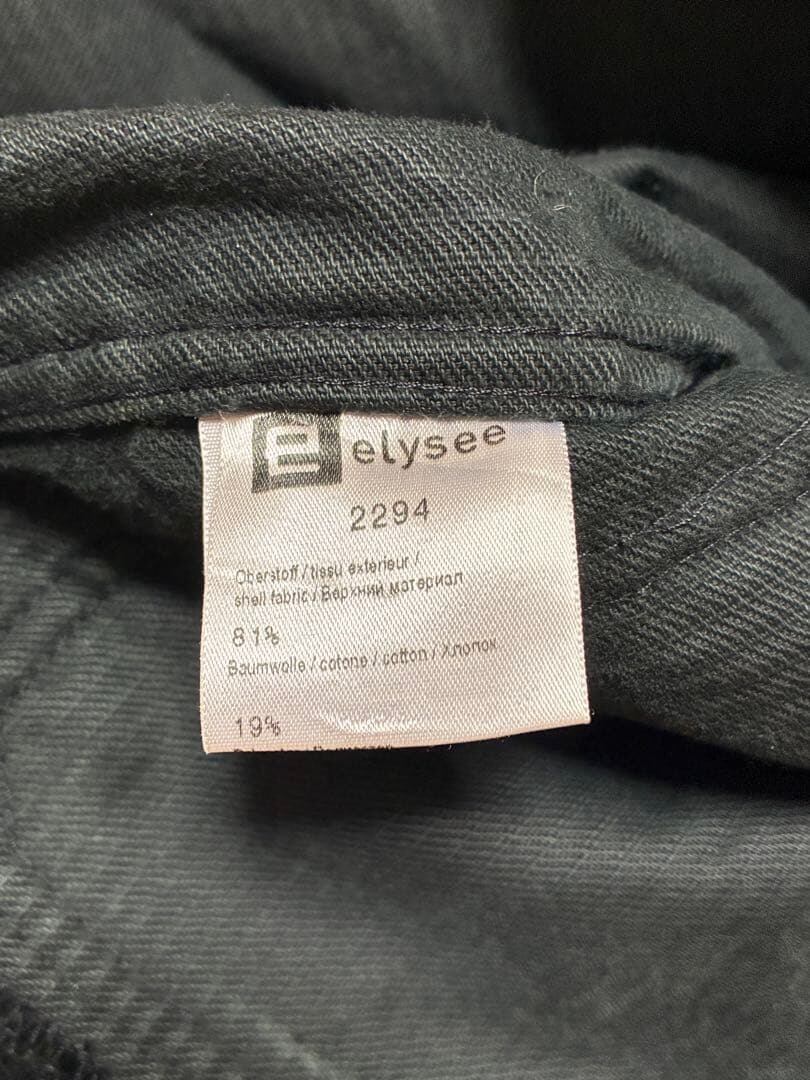 E elysee
2294
Oberstoff / tissu exterieur /
shell fabric / Верхний материал
81%
Baumwolle / cotone / cotton / Хлопок
19%